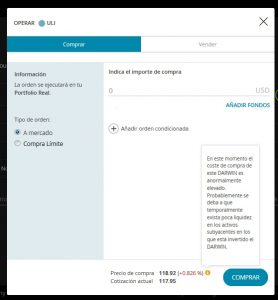 OPERAR ULI
Comprar
Vender
Información
La orden se ejecutará en tu
Portfolio Real.
Tipo de orden:
A mercado
Compra Límite
Indica el importe de compra
0 USD
AÑADIR FONDOS
Añadir orden condicionada
En este momento el
coste de compra de
este DARWIN es
anormalmente
elevado.
Probablemente se
deba a que
temporalmente
exista poca liquidez
en los activos
subyacentes en los
que esta invertido el
DARWIN.
Precio de compra 118.92 (+0.826 %)
Cotización actual 117.95
COMPRAR